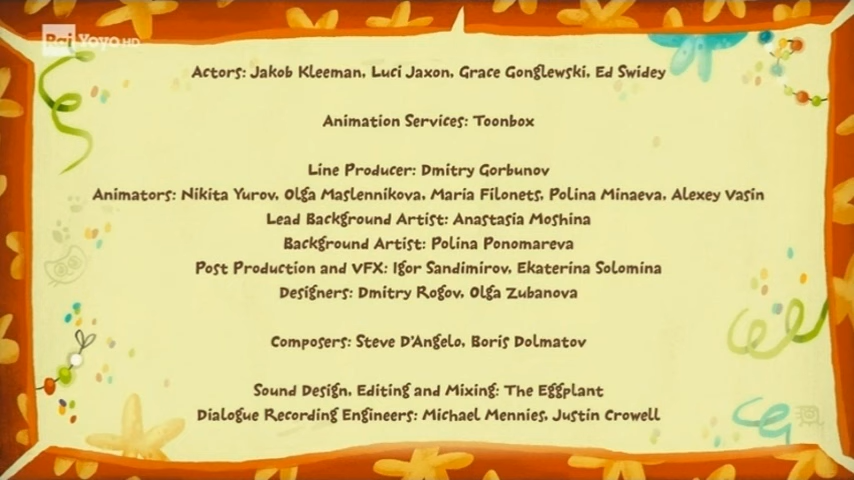 Rai Yoyo HD
Actors: Jakob Kleeman, Luci Jaxon, Grace Gonglewski, Ed Swidey
Animation Services: Toonbox
Line Producer: Dmitry Gorbunov
Animators: Nikita Yurov, Olga Maslennikova, Maria Filonets, Polina Minaeva, Alexey Vasin
Lead Background Artist: Anastasia Moshina
Background Artist: Polina Ponomareva
Post Production and VFX: Igor Sandimirov, Ekaterina Solomina
Designers: Dmitry Rogov, Olga Zubanova
Composers: Steve D'Angelo, Boris Dolmatov
Sound Design, Editing and Mixing: The Eggplant
Dialogue Recording Engineers: Michael Mennies, Justin Crowell